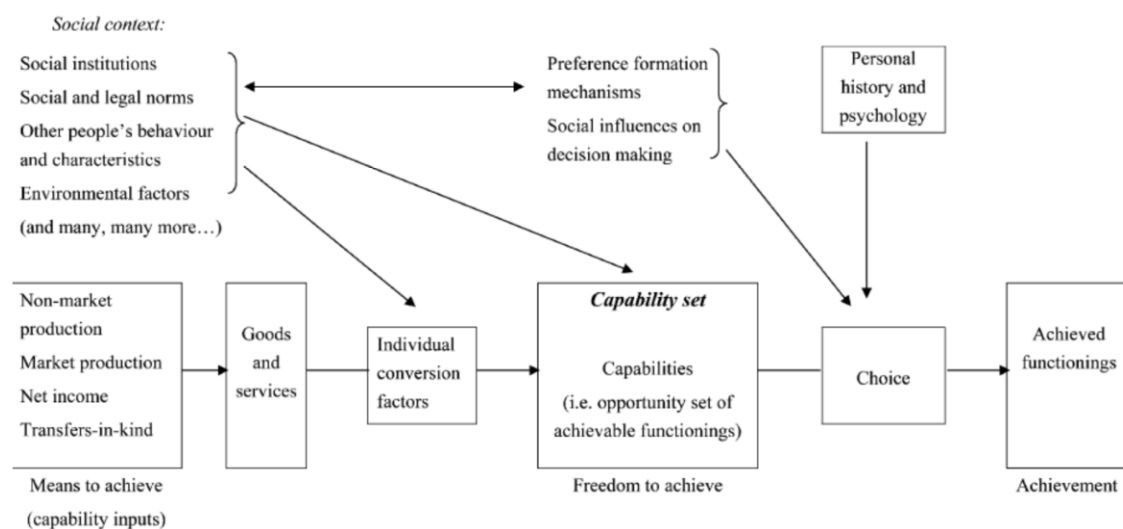 Social context:
Social institutions
Social and legal norms
Other people's behaviour
and characteristics
Environmental factors
(and many, many more…)
Preference formation
mechanisms
Social influences on
decision making
Personal
history and
psychology
Non-market
production
Market production
Net income
Transfers-in-kind
Means to achieve
(capability inputs)
Goods
and
services
Individual
conversion
factors
Capability set
Capabilities
(i.e. opportunity set of
achievable functionings)
Freedom to achieve
Choice
Achieved
functionings
Achievement